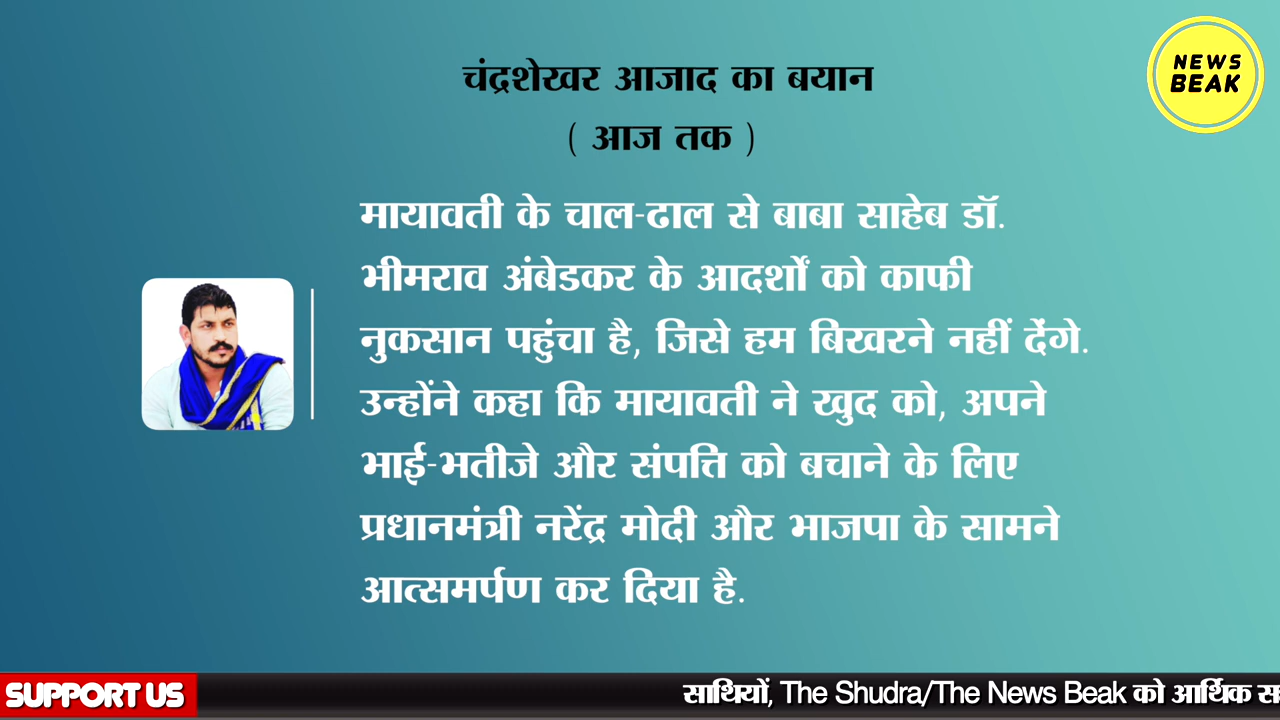 चंद्रशेखर आजाद का बयान
( आज तक )
NEWS
BEAK
मायावती के चाल-ढाल से बाबा साहेब डॉ.
भीमराव अंबेडकर के आदर्शों को काफी
नुकसान पहुंचा है, जिसे हम बिखरने नहीं देंगे.
उन्होंने कहा कि मायावती ने खुद को, अपने
भाई-भतीजे और संपत्ति को बचाने के लिए
प्रधानमंत्री नरेंद्र मोदी और भाजपा के सामने
आत्समर्पण कर दिया है.
SUPPORT US
साथियों, The Shudra/The News Beak को आर्थिक